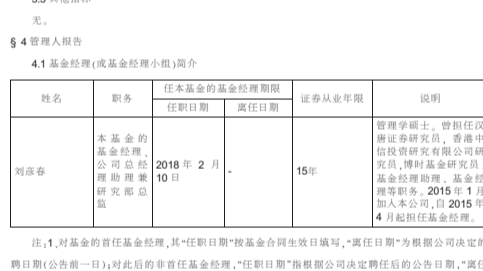 无。
§ 4 管理人报告
4.1 基金经理(或基金经理小组)简介
姓名
职务
任本基金的基金经理期限
任职日期
离任日期
证券从业年限
说明
刘彦春
本基金的
基金经理,
公司总经
理助理兼
研究部总
监
2018 年 2 月
10 日
-
15年
管理学硕士。曾担任汉
唐证券研究员，香港中
信投资研究有限公司研
究员,博时基金研究员
基金经理助理、基金经
理等职务。2015 年 1 月
加入本公司,自 2015 年
4 月起担任基金经理。
注:1、对基金的首任基金经理,其“任职日期”按基金合同生效日填写,“离任日期”为根据公司决定的
聘日期(公告前一日);对此后的非首任基金经理,“任职日期”指根据公司决定聘任后的公告日期,“离任